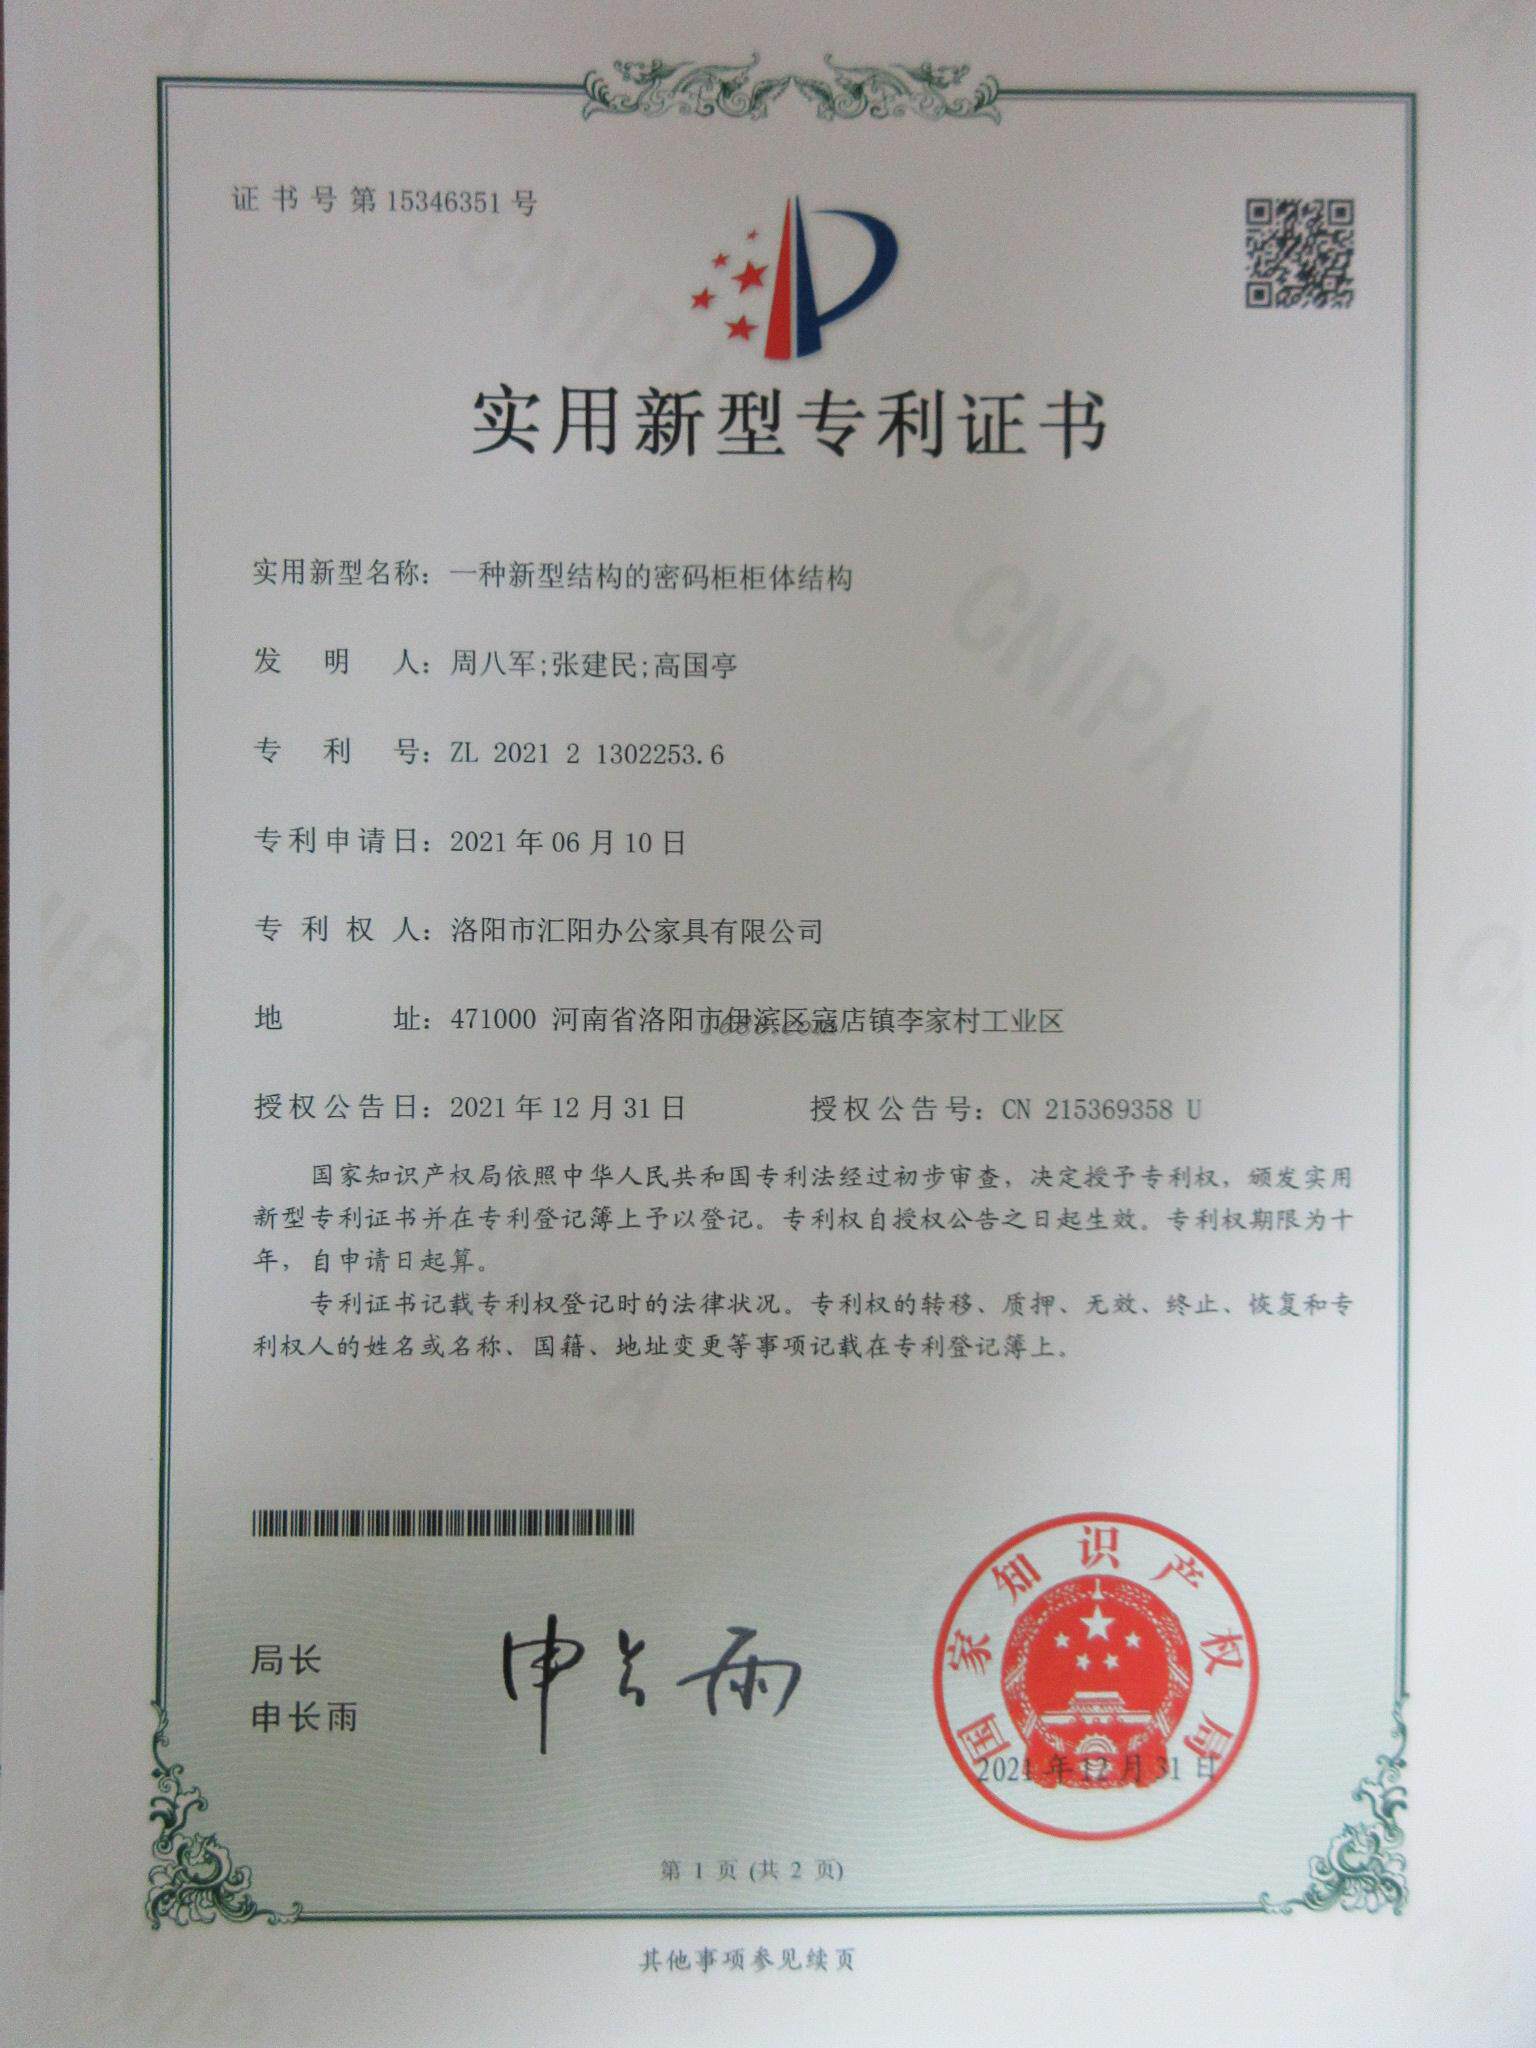 证书号第15346351号
实用新型专利证书
实用新型名称：一种新型结构的密码柜柜体结构
发明人：周八军;张建民;高国亭
专利号：ZL 2021 2 1302253.6
专利申请日：2021年06月10日
专利权人：洛阳市汇阳办公家具有限公司
地址：471000 河南省洛阳市伊滨区寇店镇李家村工业区
1688.com
授权公告日：2021年12月31日 授权公告号：CN 215369358 U
国家知识产权局依照中华人民共和国专利法经过初步审查，决定授予专利权，颁发实用
新型专利证书并在专利登记簿上予以登记。专利权自授权公告之日起生效。专利权期限为十
年，自申请日起算。
专利证书记载专利权登记时的法律状况。专利权的转移、质押、无效、终止、恢复和专
利权人的姓名或名称、国籍、地址变更等事项记载在专利登记簿上。
局长
申长雨
申长雨
国家知识产权局
2021年12月31日
第 1 页 (共 2 页)
其他事项参见续页
CNIPA